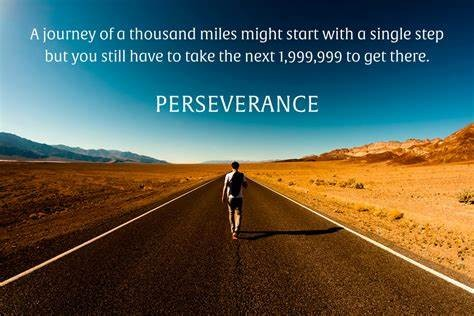 A journey of a thousand miles might start with a single step
but you still have to take the next 1,999,999 to get there.
PERSEVERANCE